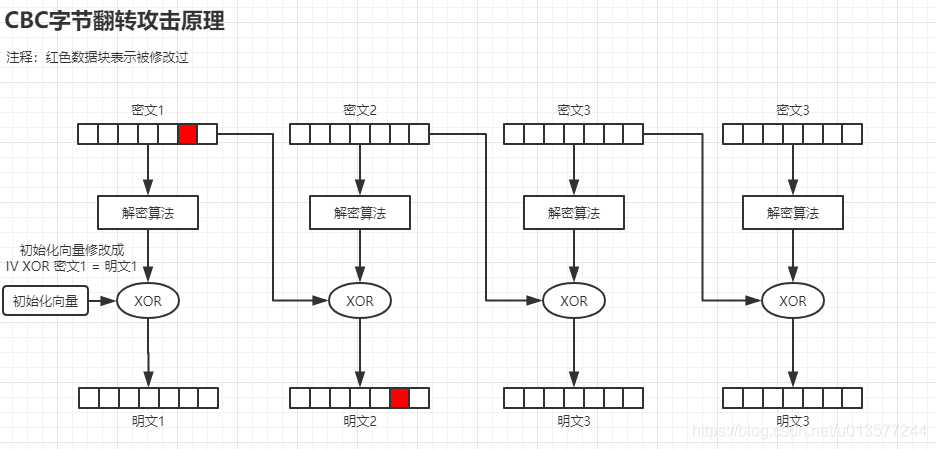 CBC字节翻转攻击原理
注释：红色数据块表示被修改过
密文1
密文2
密文3
密文3
解密算法
解密算法
解密算法
解密算法
初始化向量修改成
IV XOR 密文1 = 明文1
初始化向量
XOR
XOR
XOR
XOR
明文1
明文2
明文3
明文3
https://blog.csdn.net/u013577244